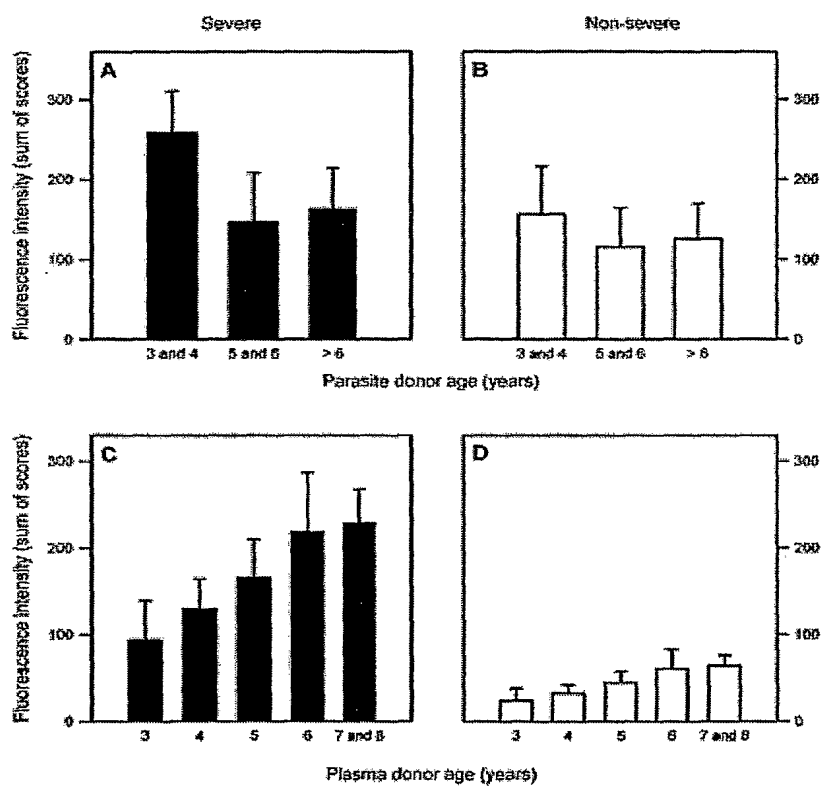 Severe Non-severe
A B
Fluorescence intensity (sum of scores)
300 300
200 200
100 100
0 0
3 and 4 5 and 6 > 6 3 and 4 5 and 6 > 6
Parasite donor age (years)
C D
Fluorescence intensity (sum of scores)
300 300
200 200
100 100
0 0
3 4 5 6 7 and 8 3 4 5 6 7 and 8
Plasma donor age (years)